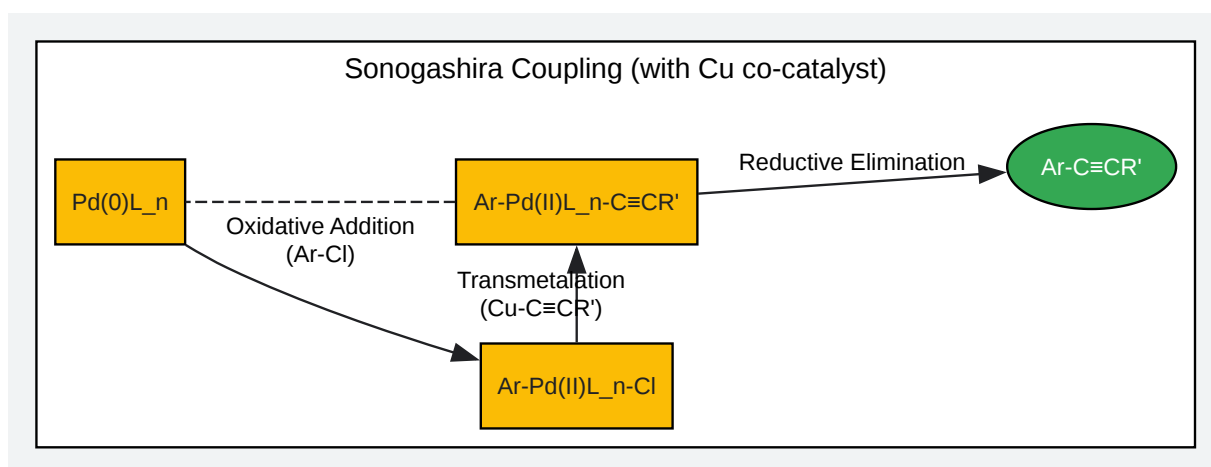 Sonogashira Coupling (with Cu co-catalyst)
Pd(0)L_n
Oxidative Addition
(Ar-Cl)
Ar-Pd(II)L_n-C≡CR'
Reductive Elimination
Ar-C≡CR'
Transmetalation
(Cu-C≡CR')
Ar-Pd(II)L_n-Cl